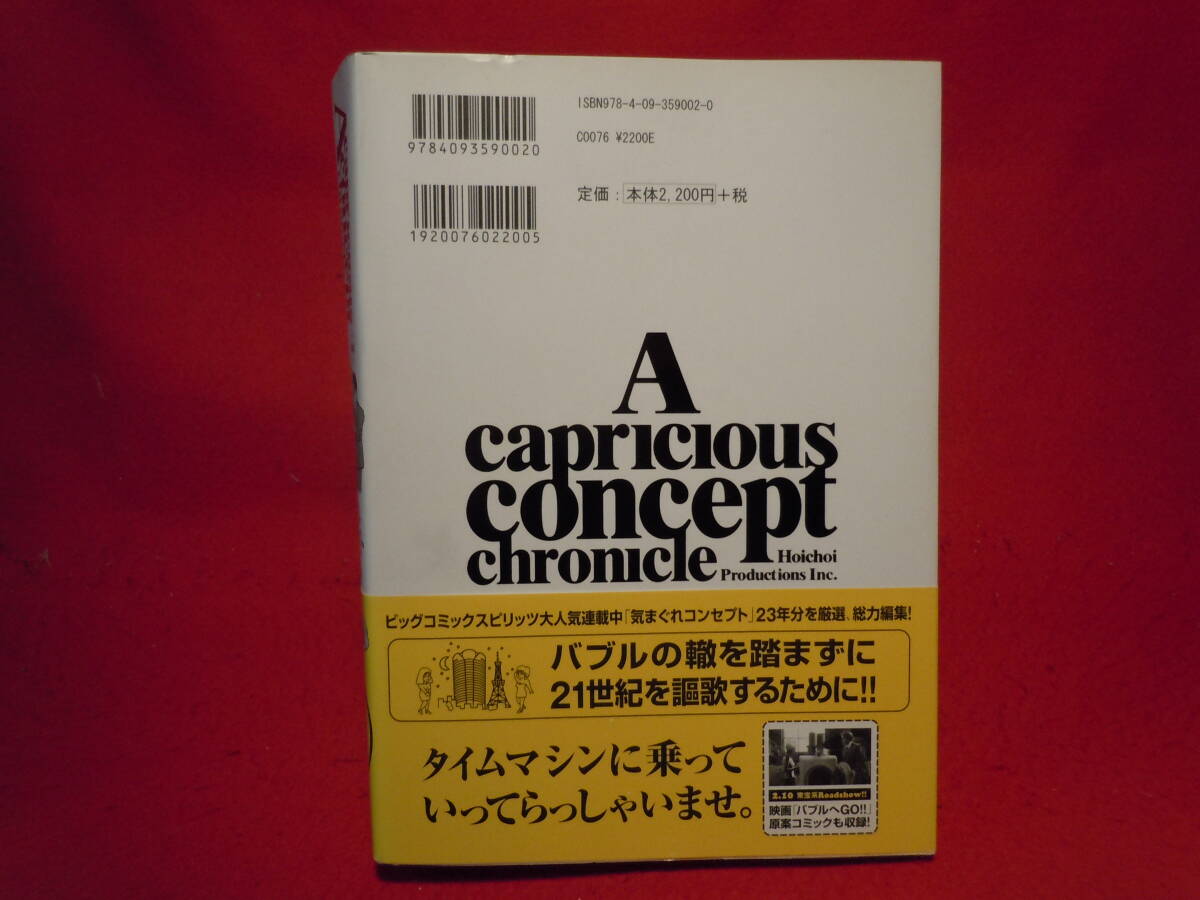 ISBN978-4-09-359002-0
C0076 ¥2200E
9784093590020
定価：本体2,200円＋税
1920076022005
A
capricious
concept
chronicle
Hoichoi
Productions Inc.
ビッグコミックスピリッツ大人気連載中「気まぐれコンセプト」23年分を厳選、総力編集!
バブルの轍を踏まずに
21世紀を謳歌するために!!
タイムマシンに乗って
いってらっしゃいませ。
2.10 東宝系Roadshow!!
映画「バブルへGO!!」
原案コミックも収録!